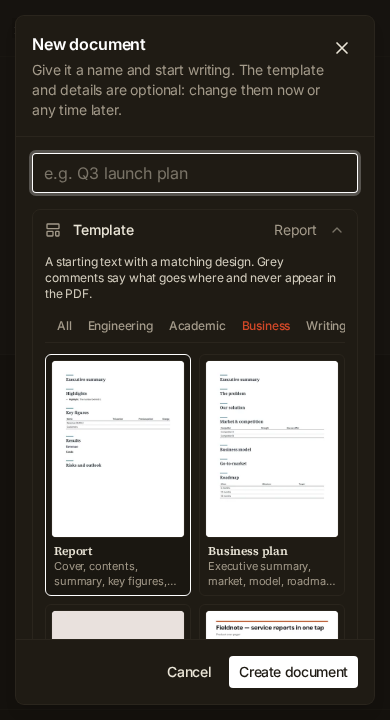 New document
Give it a name and start writing. The template
and details are optional: change them now or
any time later.
e.g. Q3 launch plan
Template
Report
A starting text with a matching design. Grey
comments say what goes where and never appear in
the PDF.
All Engineering Academic Business Writing
Executive summary
Highlights
Key figures
Results
Risks and outlook
Executive summary
The problem
Our solution
Market & competition
Business model
Go-to-market
Roadmap
Report
Cover, contents,
summary, key figures,...
Business plan
Executive summary,
market, model, roadma...
Fieldnote — service reports in one tap
Cancel
Create document